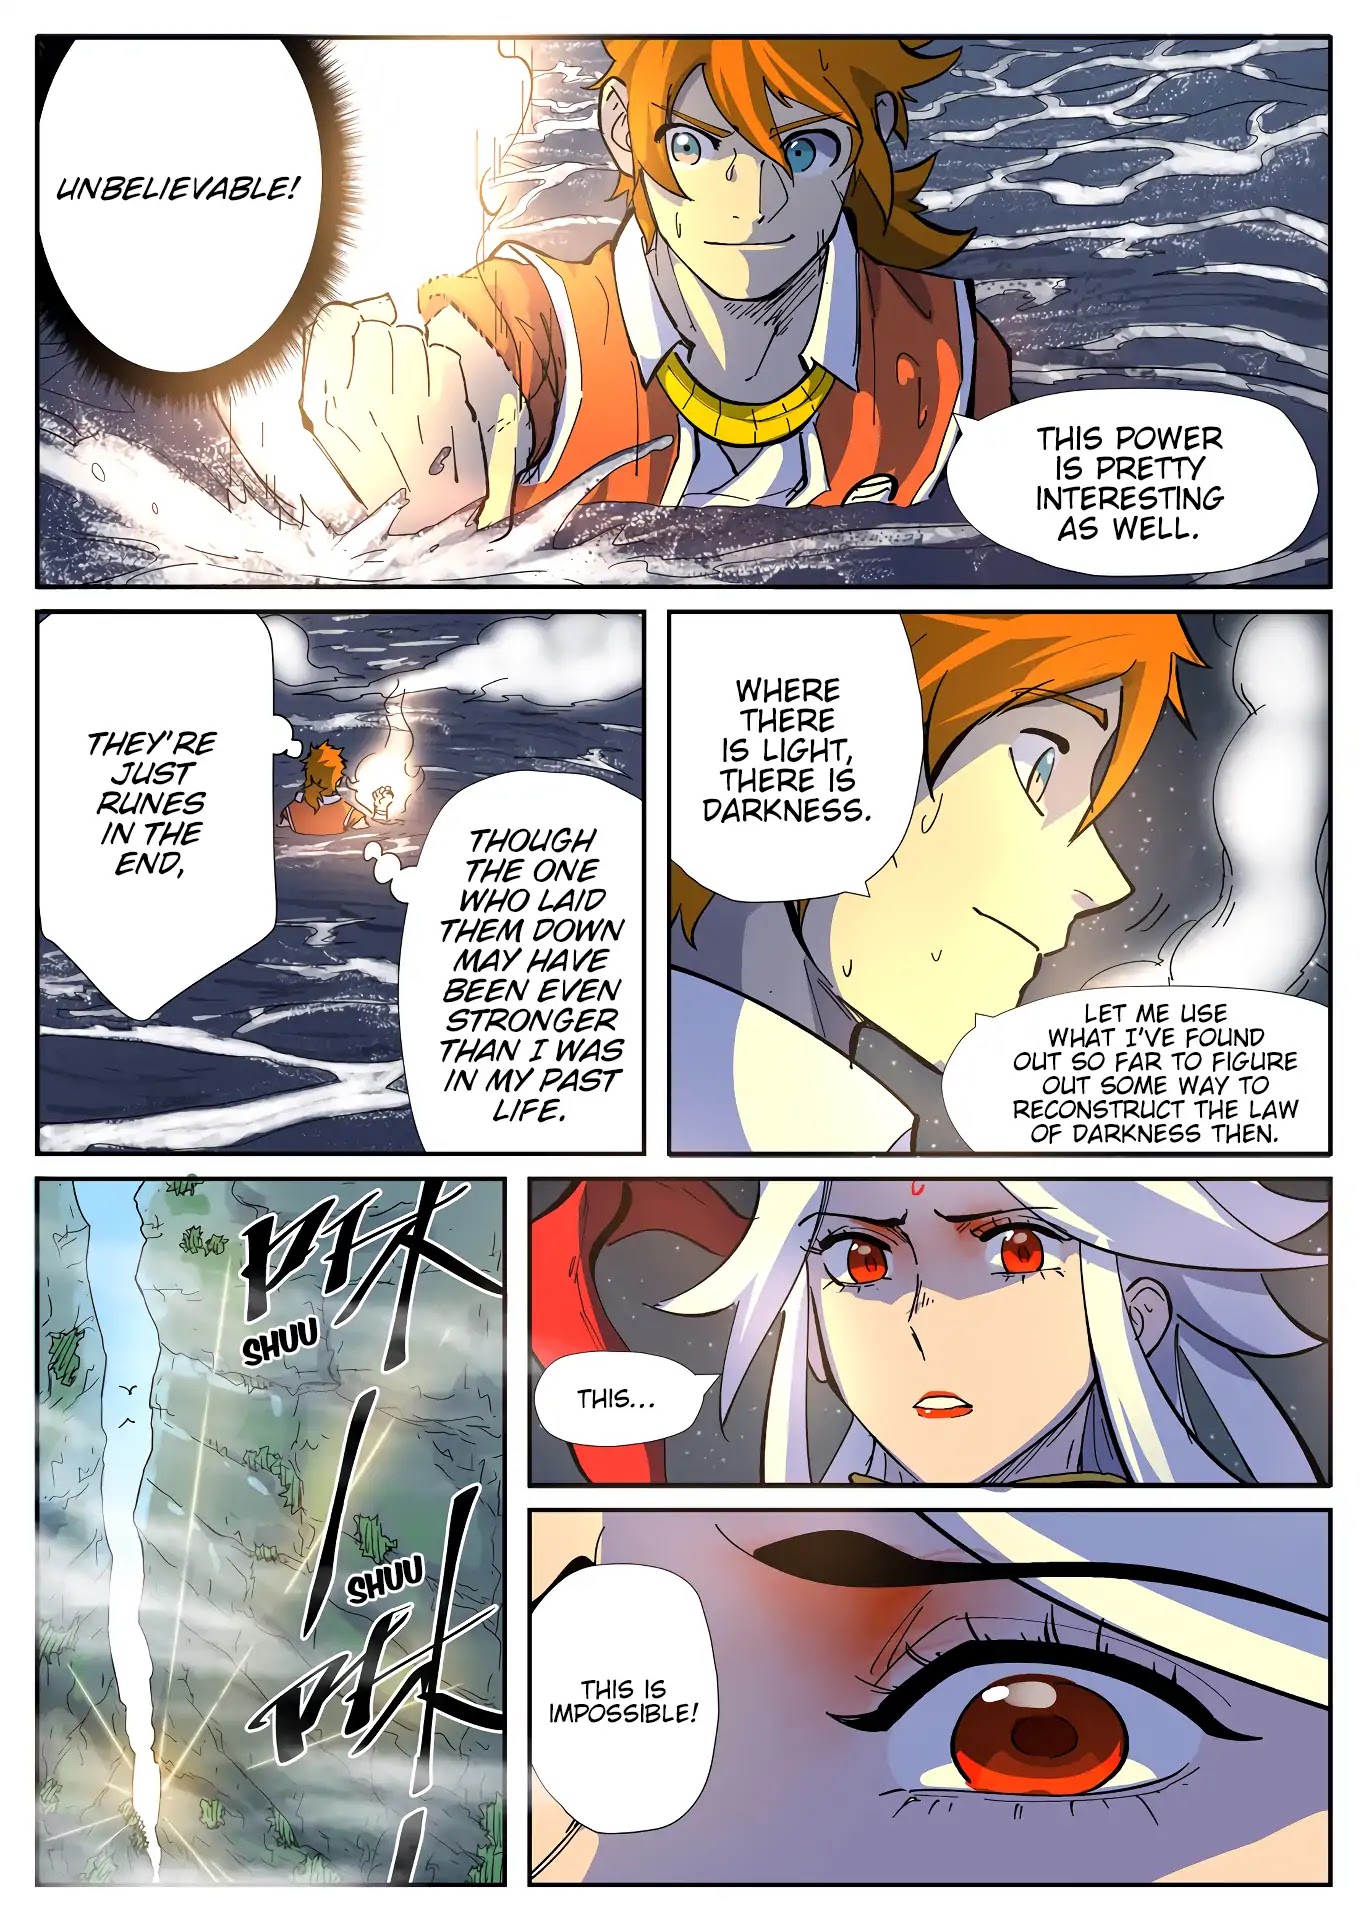 UNBELIEVABLE!
THIS POWER
IS PRETTY
INTERESTING
AS WELL.
THEY'RE
JUST
RUNES
IN THE
END,
THOUGH
THE ONE
WHO LAID
THEM DOWN
MAY HAVE
BEEN EVEN
STRONGER
THAN I WAS
IN MY PAST
LIFE.
WHERE
THERE
IS LIGHT,
THERE IS
DARKNESS.
LET ME USE
WHAT I'VE FOUND
OUT SO FAR TO FIGURE
OUT SOME WAY TO
RECONSTRUCT THE LAW
OF DARKNESS THEN.
咻
SHUU
SHUU
咻
THIS...
THIS IS
IMPOSSIBLE!